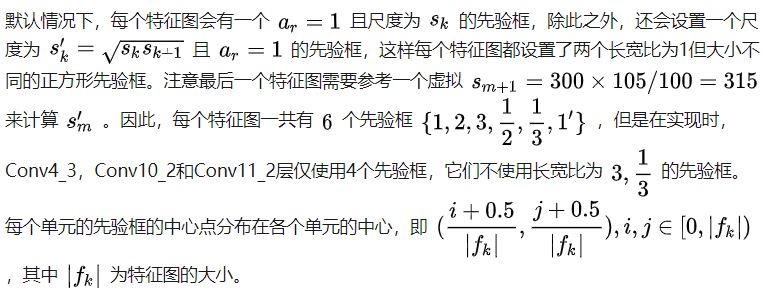 默认情况下，每个特征图会有一个 $a_r = 1$ 且尺度为 $s_k$ 的先验框，除此之外，还会设置一个尺
度为 $s'_k = \sqrt{s_k s_{k-1}}$ 且 $a_r = 1$ 的先验框，这样每个特征图都设置了两个长宽比为1但大小不
同的正方形先验框。注意最后一个特征图需要参考一个虚拟 $s_{m+1} = 300 \times 105/100 = 315$
来计算 $s'_m$ 。因此，每个特征图一共有 $6$ 个先验框 $\{1, 2, 3, \frac{1}{2}, \frac{1}{3}, 1'\}$ ，但是在实现时，
Conv4_3，Conv10_2和Conv11_2层仅使用4个先验框，它们不使用长宽比为 $3, \frac{1}{3}$ 的先验框。
每个单元的先验框的中心点分布在各个单元的中心，即 $(\frac{i+0.5}{|f_k|}, \frac{j+0.5}{|f_k|}), i, j \in [0, |f_k|)$
，其中 $|f_k|$ 为特征图的大小。